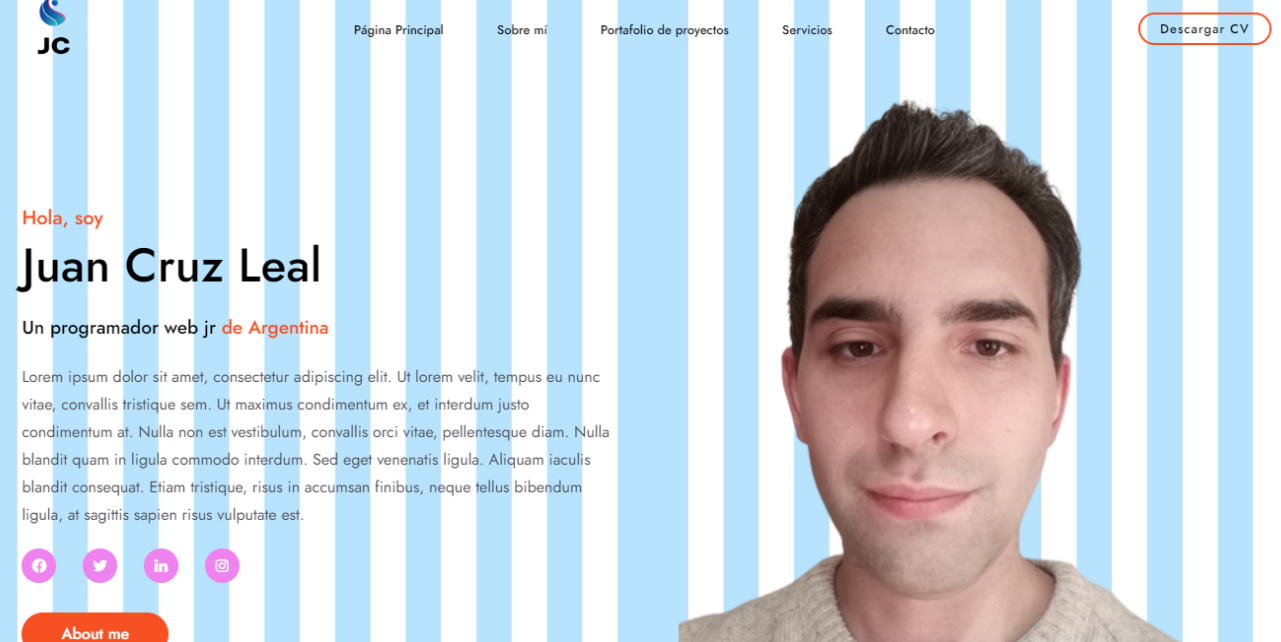 JC
Página Principal
Sobre mí
Portafolio de proyectos
Servicios
Contacto
Descargar CV
Hola, soy
Juan Cruz Leal
Un programador web jr de Argentina
Lorem ipsum dolor sit amet, consectetur adipiscing elit. Ut lorem velit, tempus eu nunc
vitae, convallis tristique sem. Ut maximus condimentum ex, et interdum justo
condimentum at. Nulla non est vestibulum, convallis orci vitae, pellentesque diam. Nulla
blandit quam in ligula commodo interdum. Sed eget venenatis ligula. Aliquam iaculis
blandit consequat. Etiam tristique, risus in accumsan finibus, neque tellus bibendum
ligula, at sagittis sapien risus vulputate est.
About me